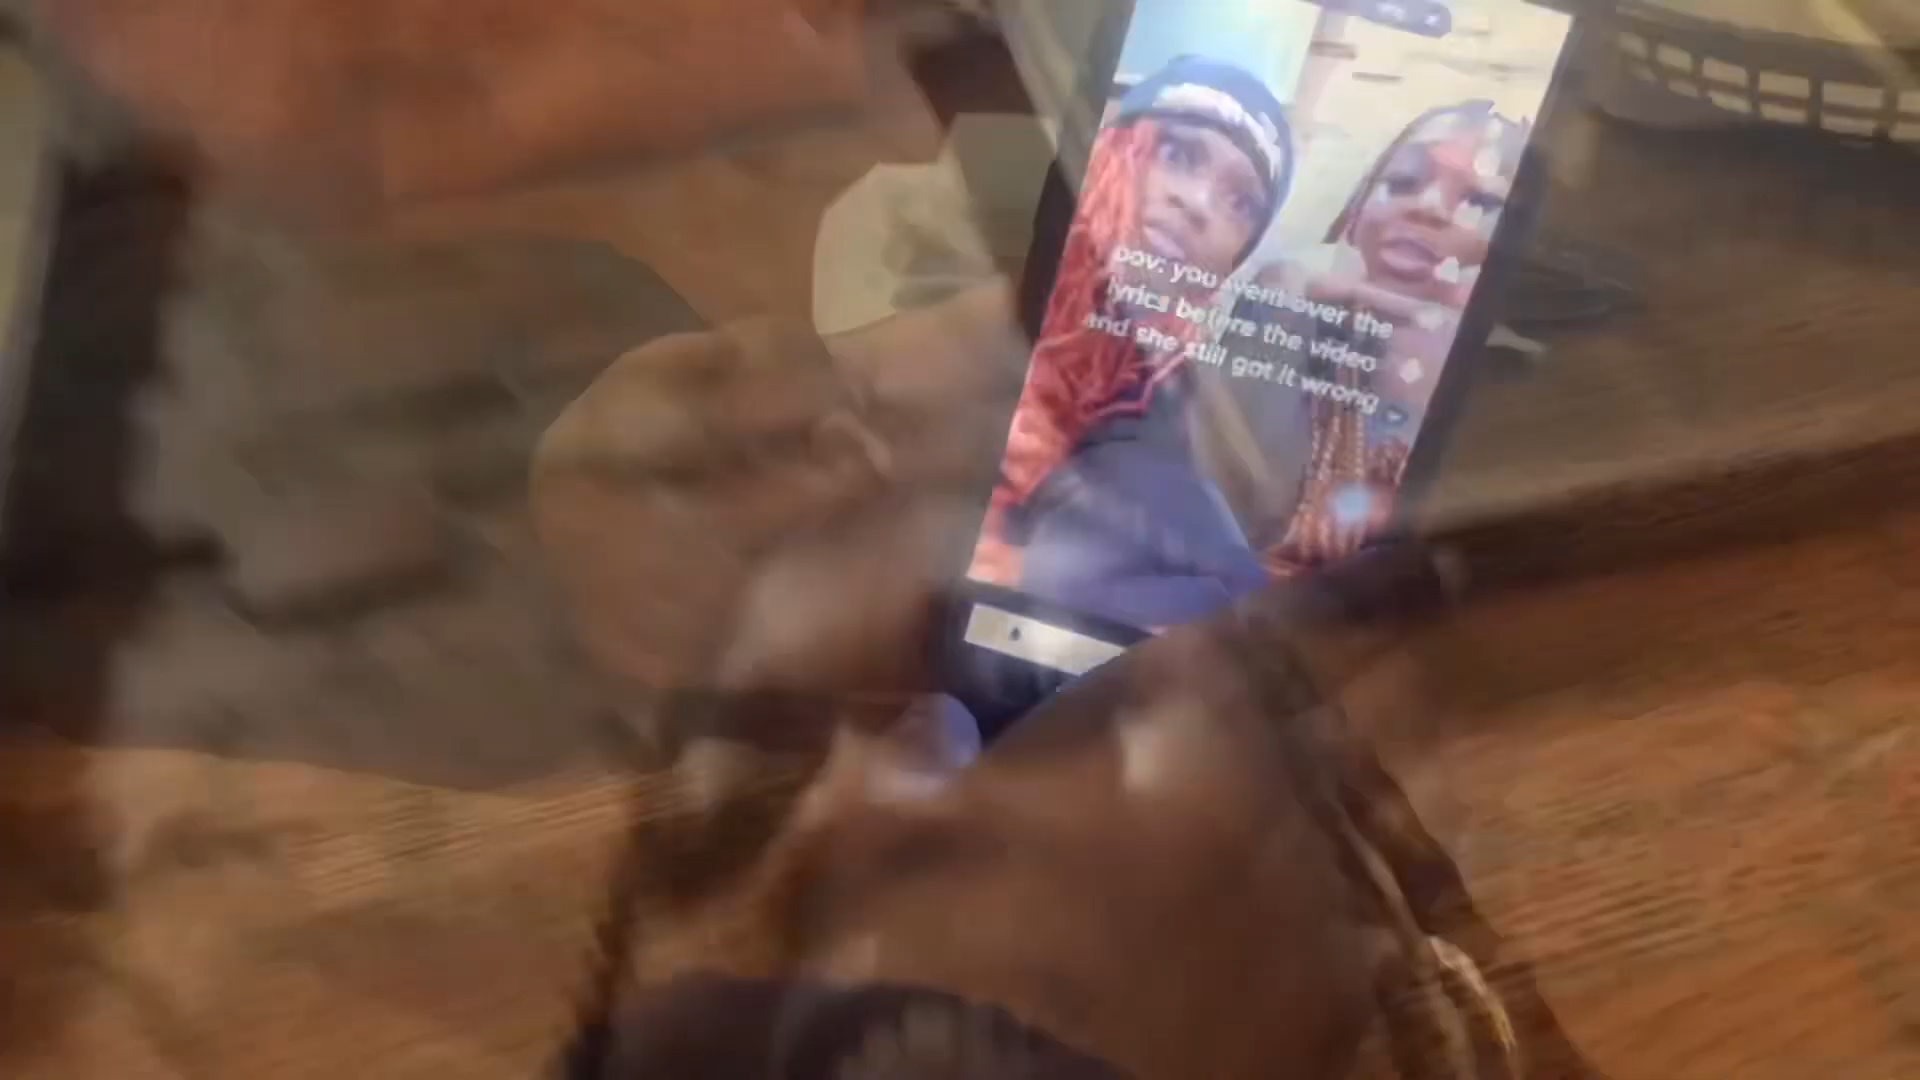 pov: you went over the
lyrics before the video
and she still got it wrong